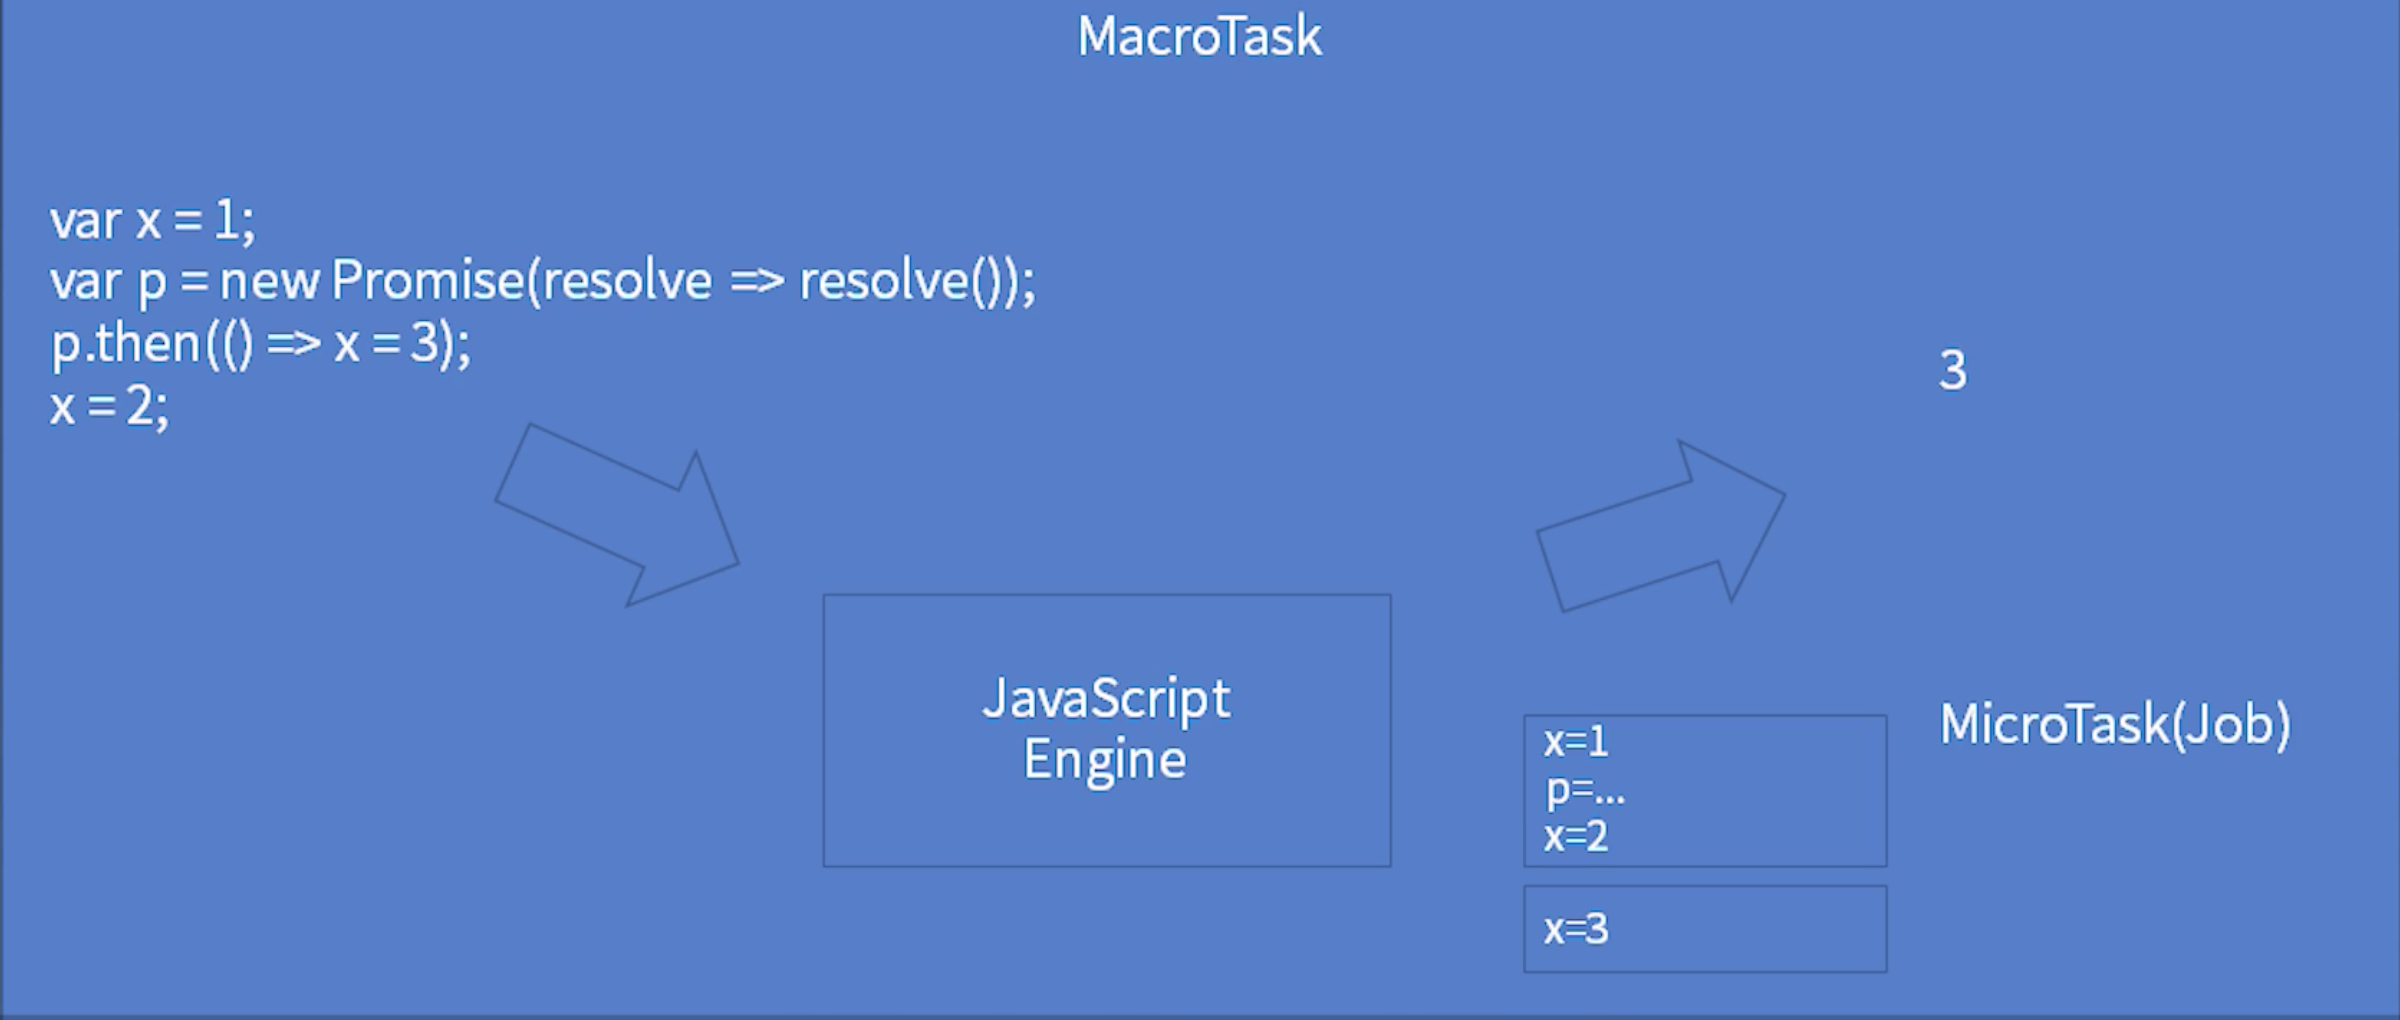 MacroTask
var x = 1;
var p = new Promise(resolve => resolve());
p.then(() => x = 3);
x = 2;
3
JavaScript
Engine
MicroTask(Job)
x=1
p=...
x=2
x=3